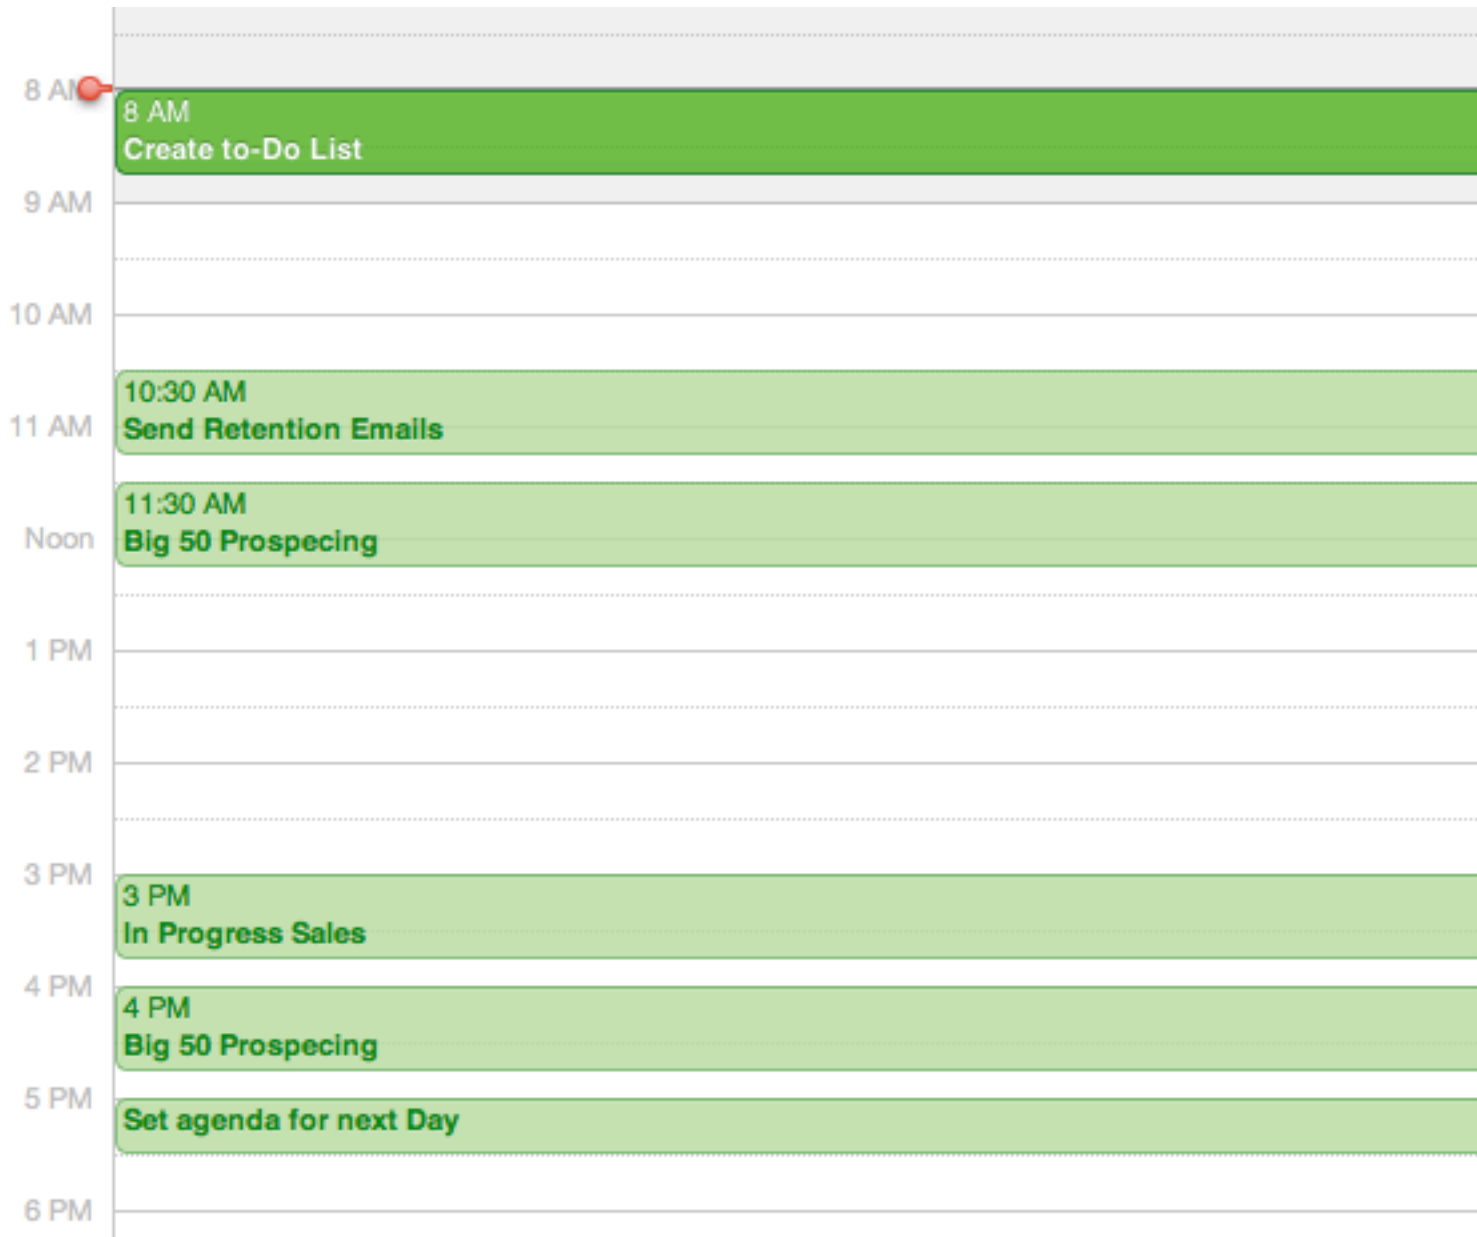 8 AM
8 AM
Create to-Do List
9 AM
10 AM
10:30 AM
11 AM
Send Retention Emails
11:30 AM
Noon
Big 50 Prospecing
1 PM
2 PM
3 PM
3 PM
In Progress Sales
4 PM
4 PM
Big 50 Prospecing
5 PM
Set agenda for next Day
6 PM